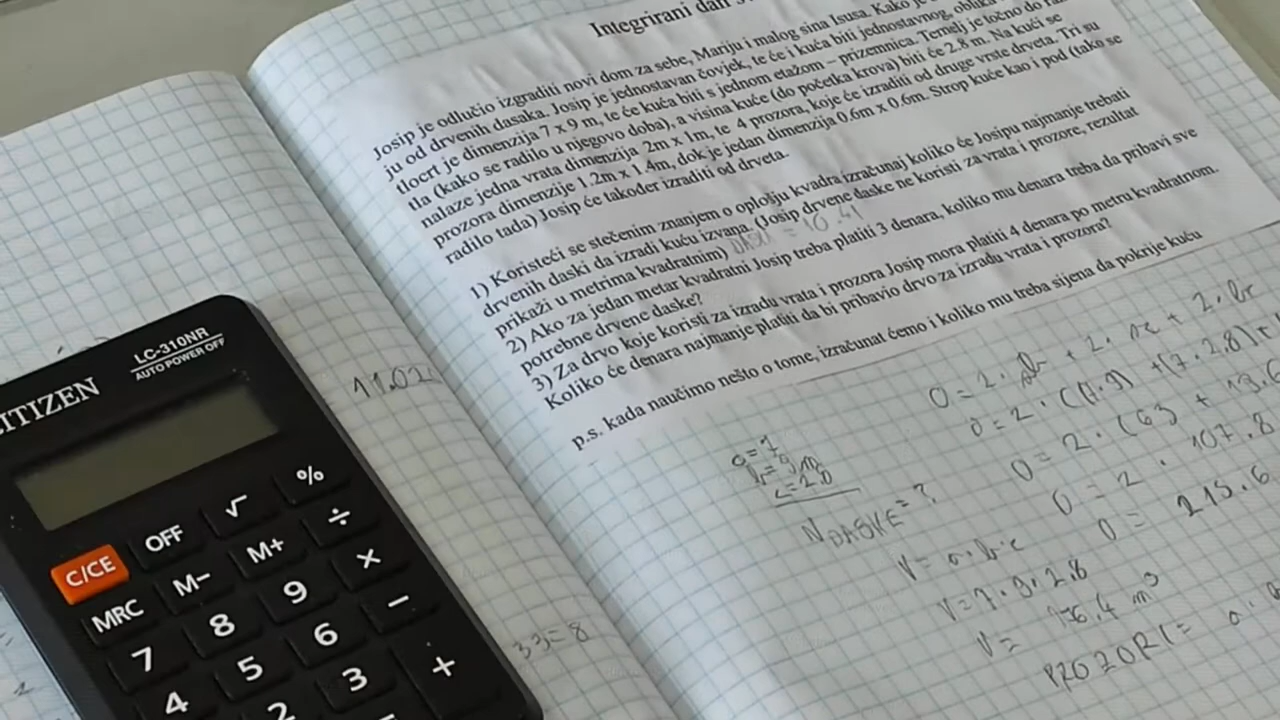 Integrirani dan
Josip je odlučio izgraditi novi dom za sebe, Mariju i malog sina Isusa. Kako je
ju od drvenih dasaka. Josip je jednostavan čovjek, te će i kuća biti jednostavnog, oblika
tlocrt je dimenzija 7 x 9 m, te će kuća biti s jednom etažom – prizemnica. Temelj je točno do
tla (kako se radilo u njegovo doba), a visina kuće (do početka krova) biti će 2.8 m. Na kući se
nalaze jedna vrata dimenzija 2m x 1m, te 4 prozora, koje će izraditi od druge vrste drveta. Tri su
prozora dimenzije 1.2m x 1.4m, dok je jedan dimenzija 0.6m x 0.6m. Strop kuće kao i pod (tako se
radilo tada) Josip će također izraditi od drveta.
1) Koristeći se stečenim znanjem o oplošju kvadra izračunaj koliko će Josipu najmanje trebati
drvenih daski da izradi kuću izvana. (Josip drvene daske ne koristi za vrata i prozore, rezultat
prikaži u metrima kvadratnim)
2) Ako za jedan metar kvadratni Josip treba platiti 3 denara, koliko mu denara treba da pribavi sve
potrebne drvene daske?
3) Za drvo koje koristi za izradu vrata i prozora Josip mora platiti 4 denara po metru kvadratnom.
Koliko će denara najmanje platiti da bi pribavio drvo za izradu vrata i prozora?
p.s. kada naučimo nešto o tome, izračunat ćemo i koliko mu treba sijena da pokrije kuću
CITIZEN
LC-310NR
AUTO POWER OFF
C/CE OFF √ %
MRC M− M+ ÷
7 8 9 ×
4 5 6 −
2 3 +
11.02
33=8
a=7
c=2.8
N DASKE = ?
V = a·b·c
V=7·9·2.8
V= 176.4 m³
PROZORI=
O = 2 ·
O = 2 · (63 +
O = 2 · 107.8
O = 215.6